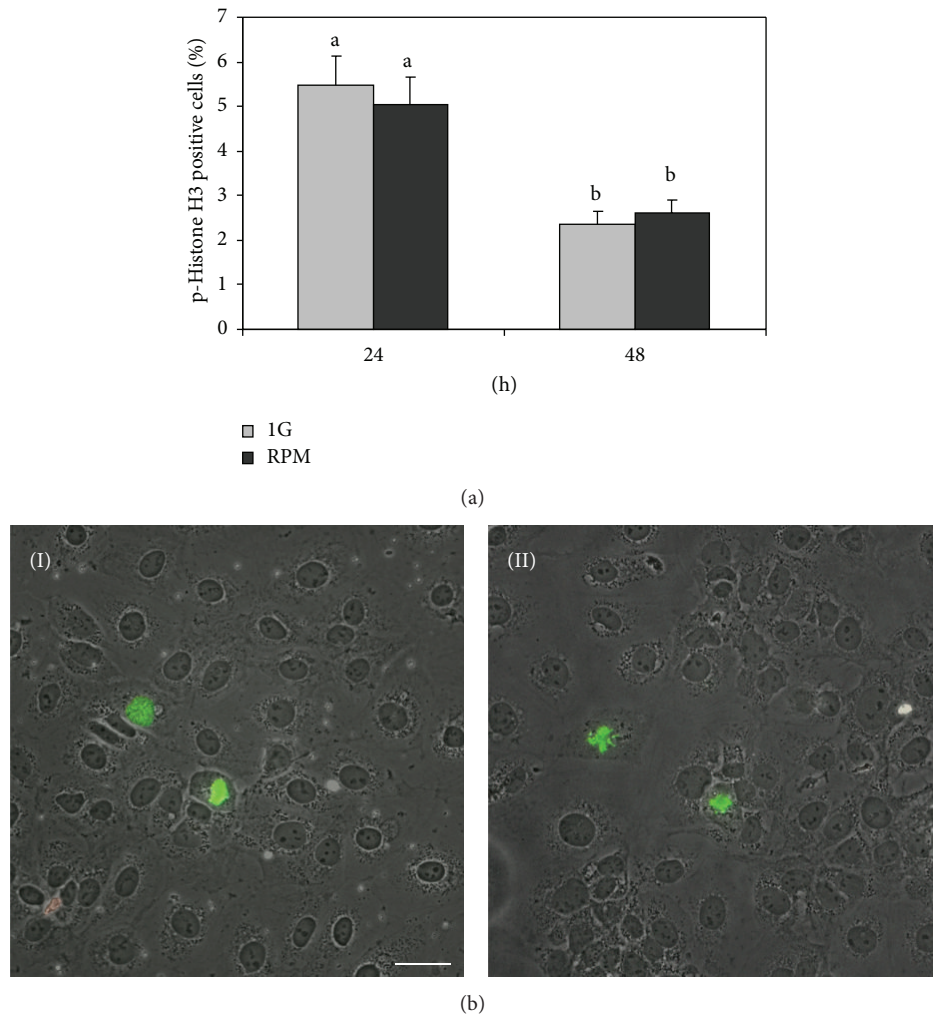 7
6
5
4
3
2
1
0
p-Histone H3 positive cells (%)
a
a
b
b
24
48
(h)
1G
RPM
(a)
(I)
(II)
(b)